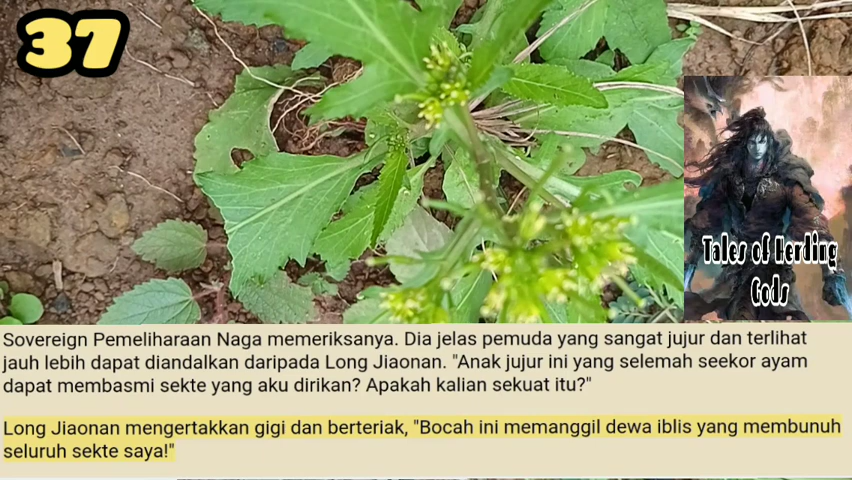 37
Tales of Herding
Gods
Sovereign Pemeliharaan Naga memeriksanya. Dia jelas pemuda yang sangat jujur dan terlihat
jauh lebih dapat diandalkan daripada Long Jiaonan. "Anak jujur ini yang selemah seekor ayam
dapat membasmi sekte yang aku dirikan? Apakah kalian sekuat itu?"
Long Jiaonan mengertakkan gigi dan berteriak, "Bocah ini memanggil dewa iblis yang membunuh
seluruh sekte saya!"